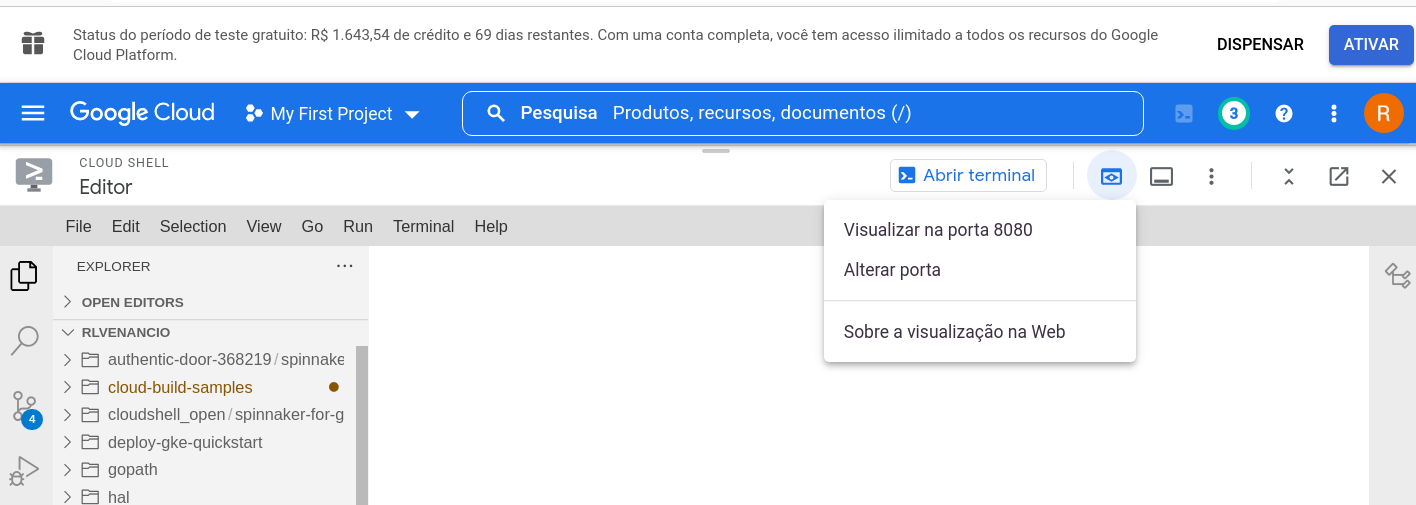 Status do período de teste gratuito: R$ 1.643,54 de crédito e 69 dias restantes. Com uma conta completa, você tem acesso ilimitado a todos os recursos do Google
Cloud Platform.
DISPENSAR
ATIVAR
Google Cloud
My First Project
Pesquisa Produtos, recursos, documentos (/)
3
R
CLOUD SHELL
Editor
Abrir terminal
File Edit Selection View Go Run Terminal Help
Visualizar na porta 8080
Alterar porta
Sobre a visualização na Web
EXPLORER
OPEN EDITORS
RLVENANCIO
authentic-door-368219/spinnake
cloud-build-samples
cloudshell_open/spinnaker-for-g
4
deploy-gke-quickstart
gopath
hal